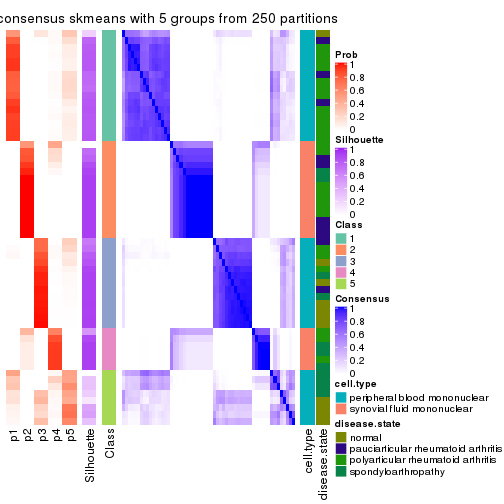 consensus skmeans with 5 groups from 250 partitions
Prob
1
0.8
0.6
0.4
0.2
0
Silhouette
1
0.8
0.6
0.4
0.2
0
Class
1
2
3
4
5
Consensus
1
0.8
0.6
0.4
0.2
0
cell.type
peripheral blood mononuclear
synovial fluid mononuclear
disease.state
normal
pauciarticular rheumatoid arthritis
polyarticular rheumatoid arthritis
spondyloarthropathy
p1
p2
p3
p4
p5
Silhouette
Class
cell.type
disease.state